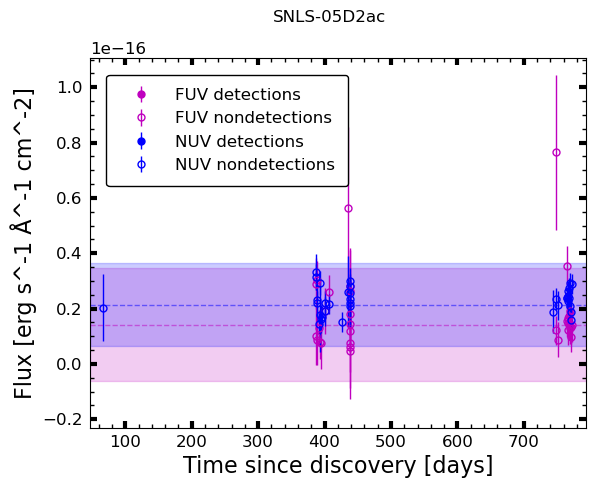 SNLS-05D2ac
1e−16
FUV detections
FUV nondetections
NUV detections
NUV nondetections
1.0
0.8
0.6
0.4
0.2
0.0
−0.2
Flux [erg s^-1 Å^-1 cm^-2]
100 200 300 400 500 600 700
Time since discovery [days]